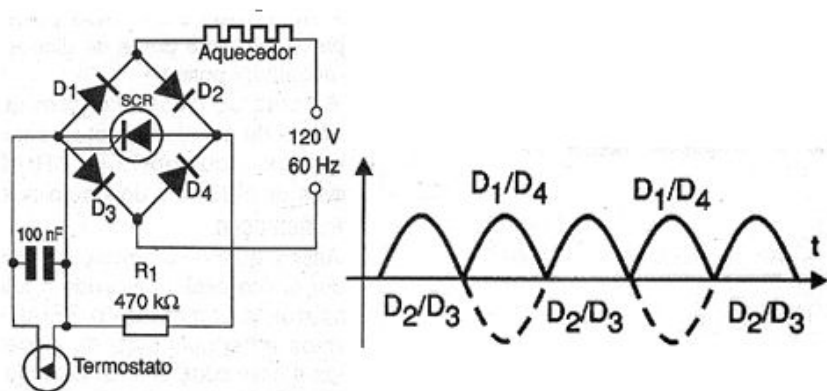 Aquecedor
D1
SCR
D2
120 V
60 Hz
D3
D4
100 nF
R1
470 kΩ
Termostato
D1/D4
D1/D4
t
D2/D3
D2/D3
D2/D3